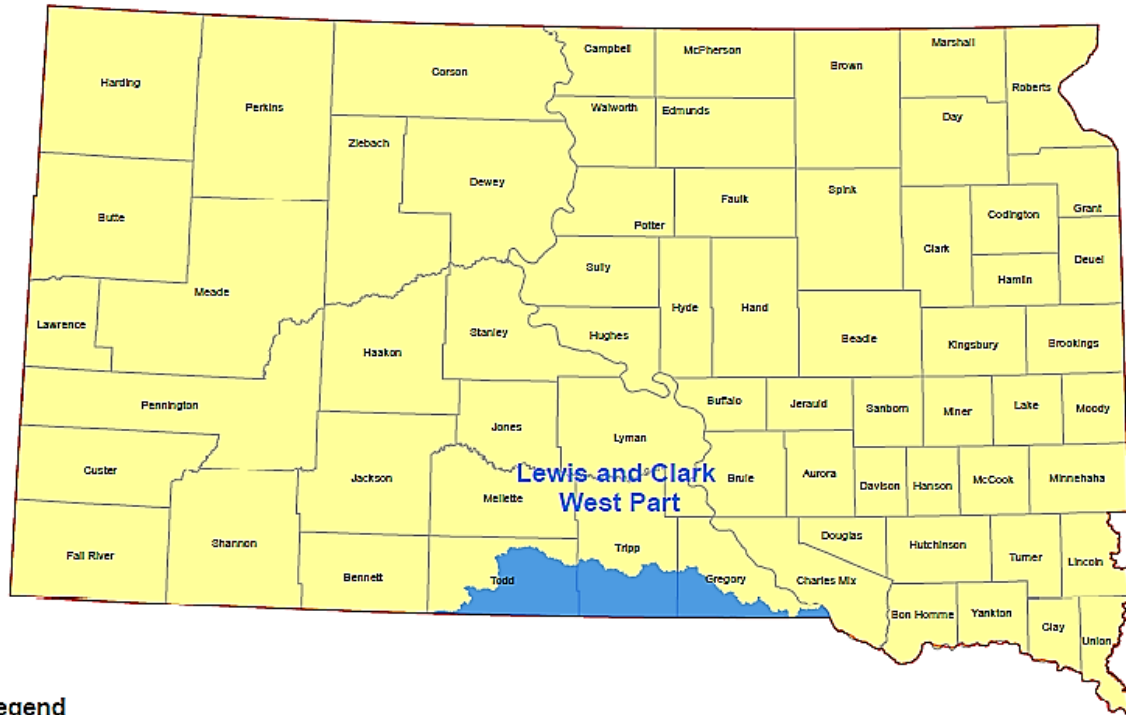 Campbell
McPherson
Marshall
Brown
Corson
Harding
Roberts
Perkins
Walworth
Edmunds
Day
Ziebach
Dewey
Spink
Faulk
Butte
Potter
Codington
Grant
Clark
Deuel
Sully
Hamlin
Meade
Hyde
Hand
Lawrence
Stanley
Hughes
Beadle
Kingsbury
Brookings
Haakon
Pennington
Buffalo
Jerauld
Sanborn
Miner
Lake
Moody
Jones
Lyman
Custer
Jackson
Lewis and Clark
West Part
Brule
Aurora
Davison
Hanson
McCook
Minnehaha
Mellette
Shannon
Fall River
Tripp
Douglas
Hutchinson
Turner
Lincoln
Bennett
Todd
Gregory
Charles Mix
Bon Homme
Yankton
Clay
Union
egend